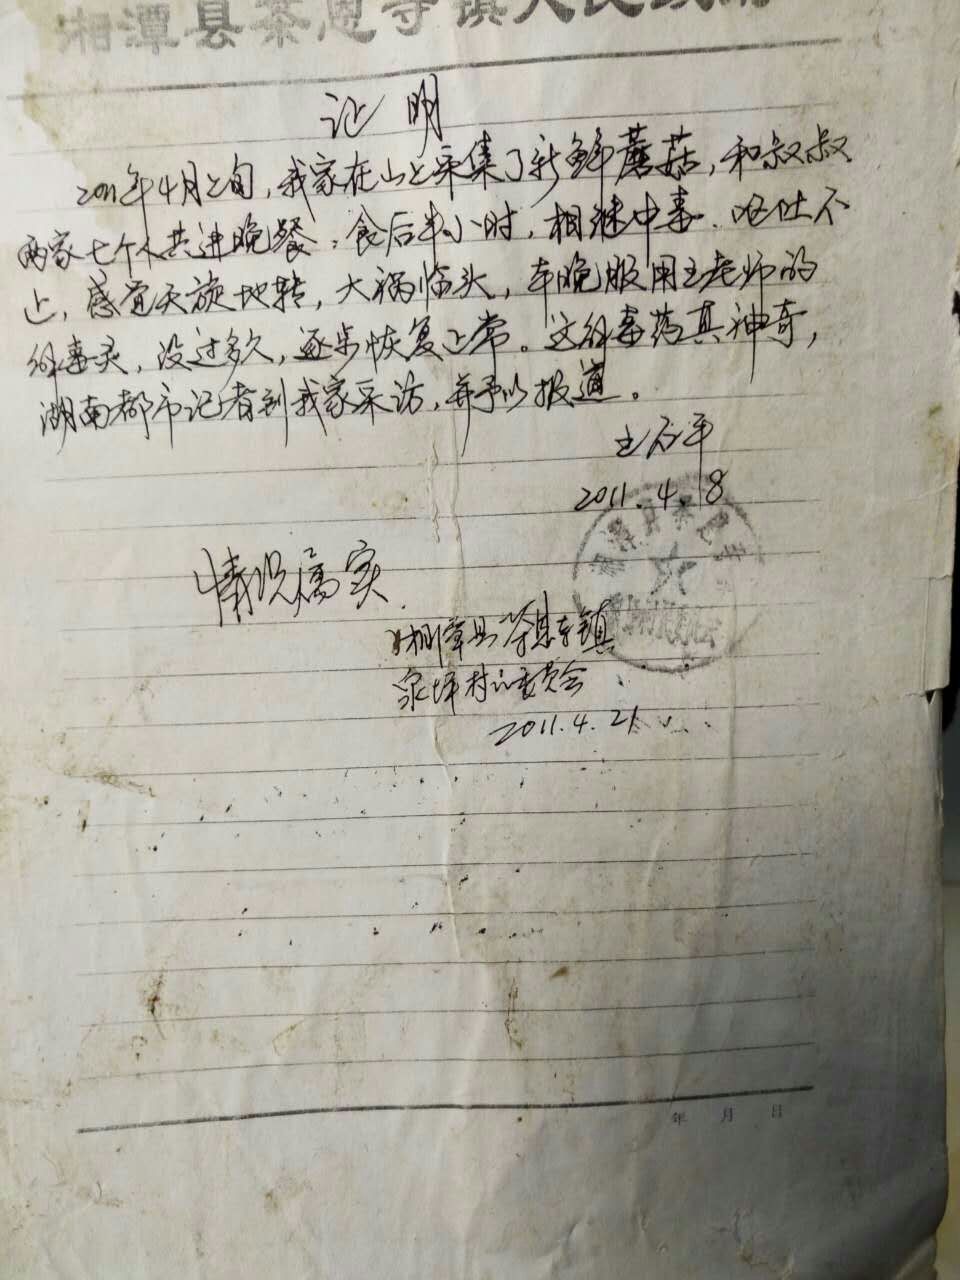 湘潭县茶恩寺镇人民政府
证明
2011年4月上旬，我家在山上采集了新鲜蘑菇，和叔叔
两家七个人共进晚餐，食后半小时，相继中毒．呕吐不
止，感觉天旋地转，大祸临头，幸晚服用王老师的
解毒灵，没过多久，逐步恢复正常。这解毒药真神奇，
湖南都市记者到我家采访，并予以报道。
平
2011.4.18
情况属实．
湘潭县茶恩寺镇
泉坪村委员会
2011.4.21
年 月 日